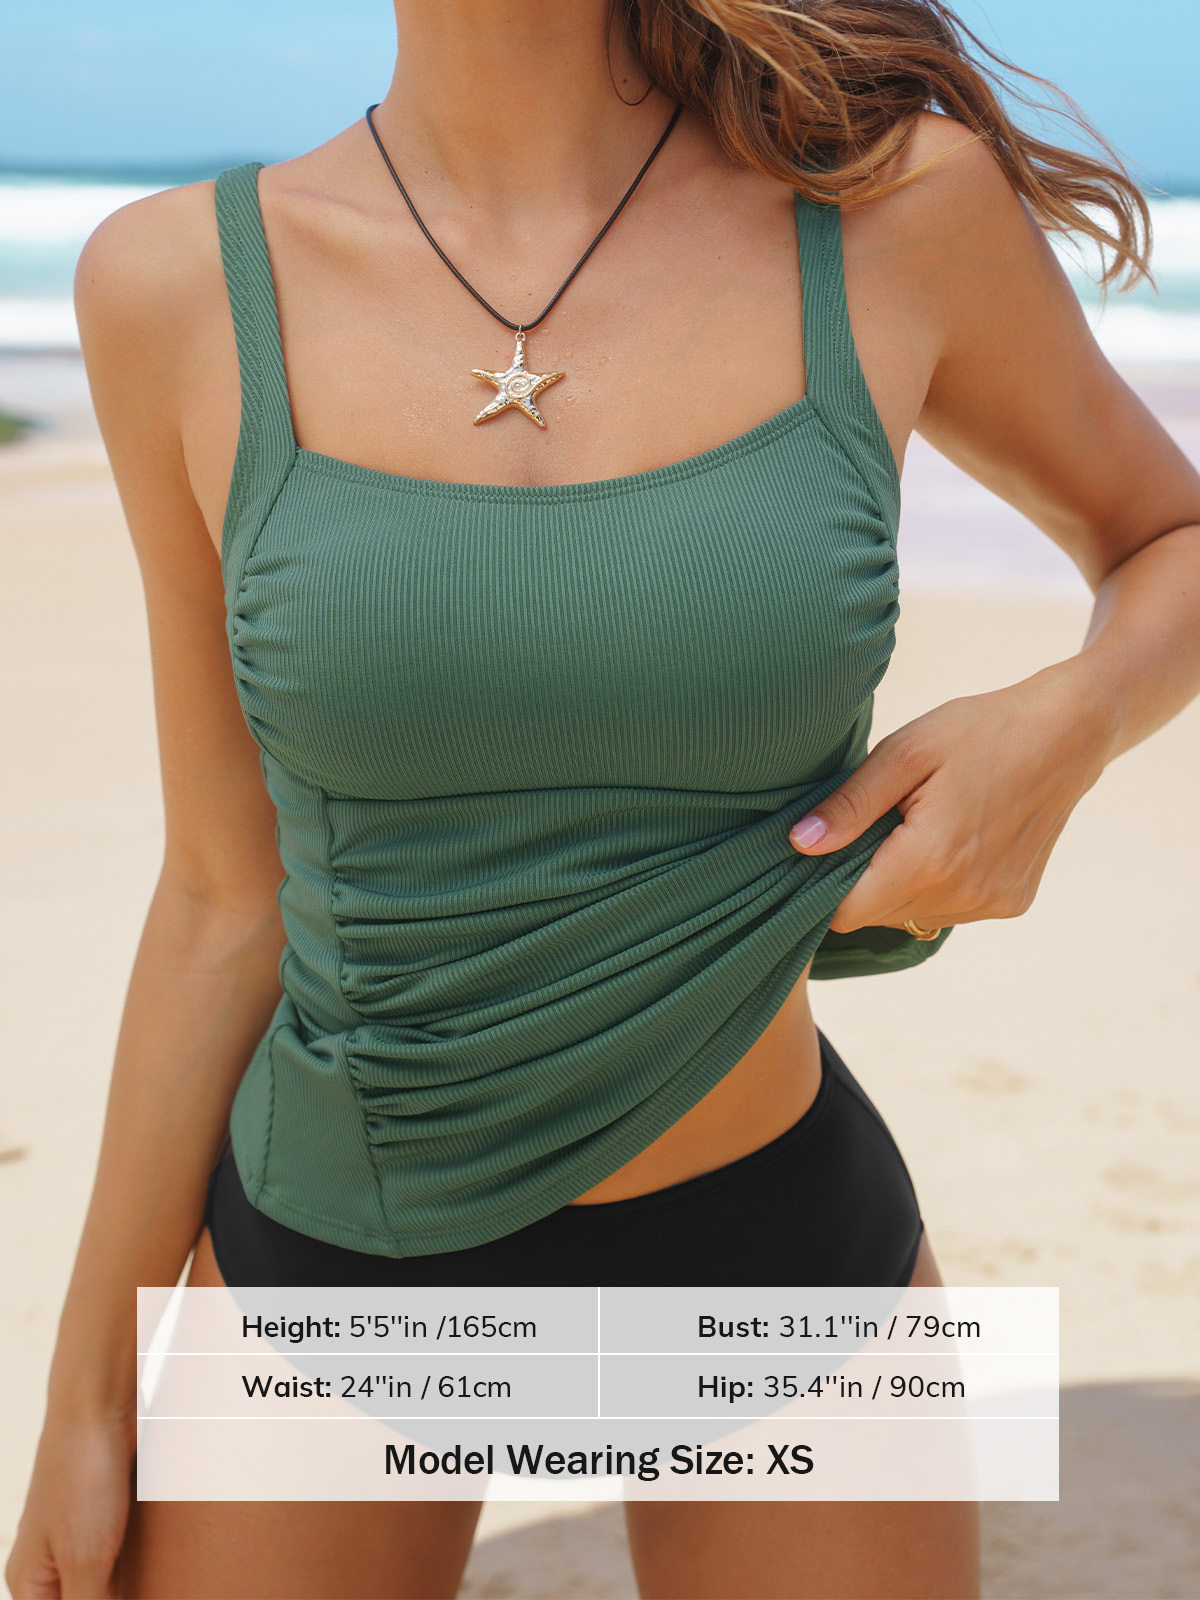 Height: 5'5''in /165cm
Bust: 31.1''in / 79cm
Waist: 24''in / 61cm
Hip: 35.4''in / 90cm
Model Wearing Size: XS